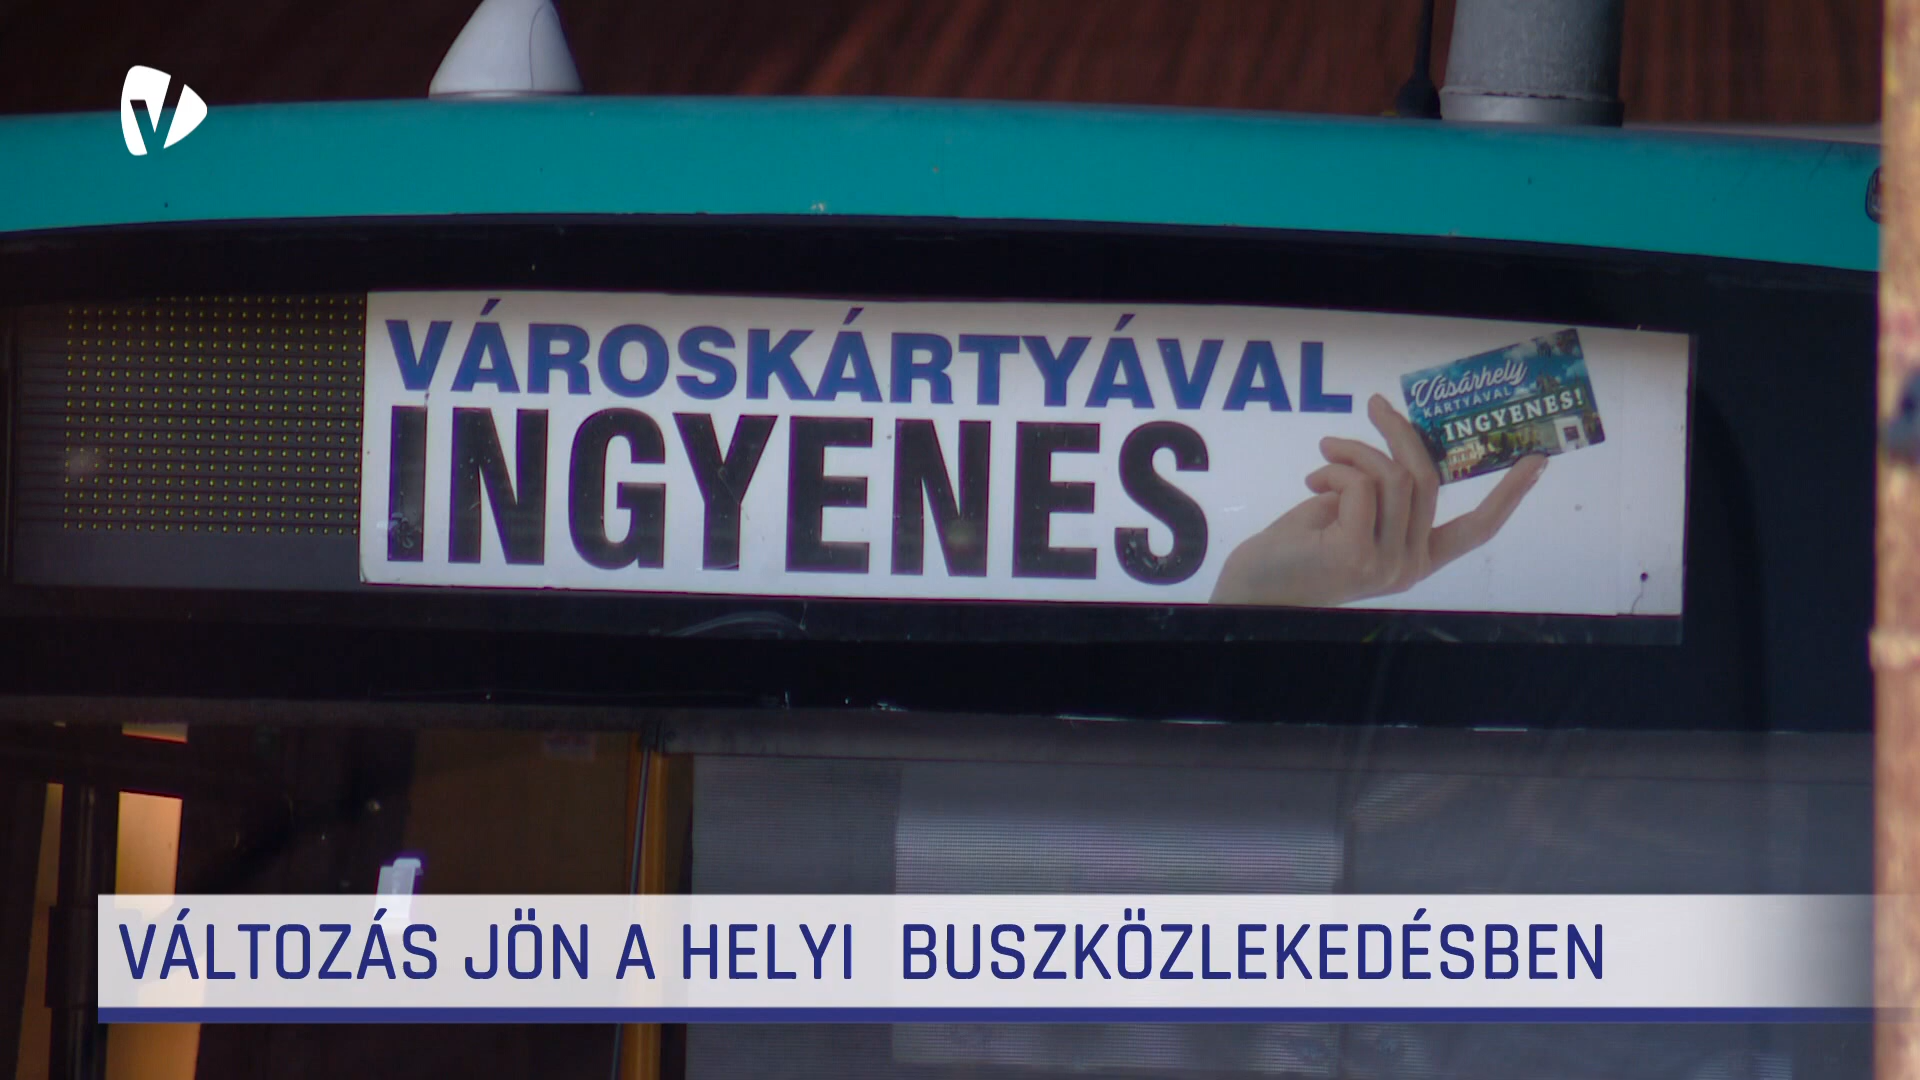 VÁROSKÁRTYÁVAL
INGYENES
Vásárhely
KÁRTYÁVAL
INGYENES!
VÁLTOZÁS JÖN A HELYI BUSZKÖZLEKEDÉSBEN